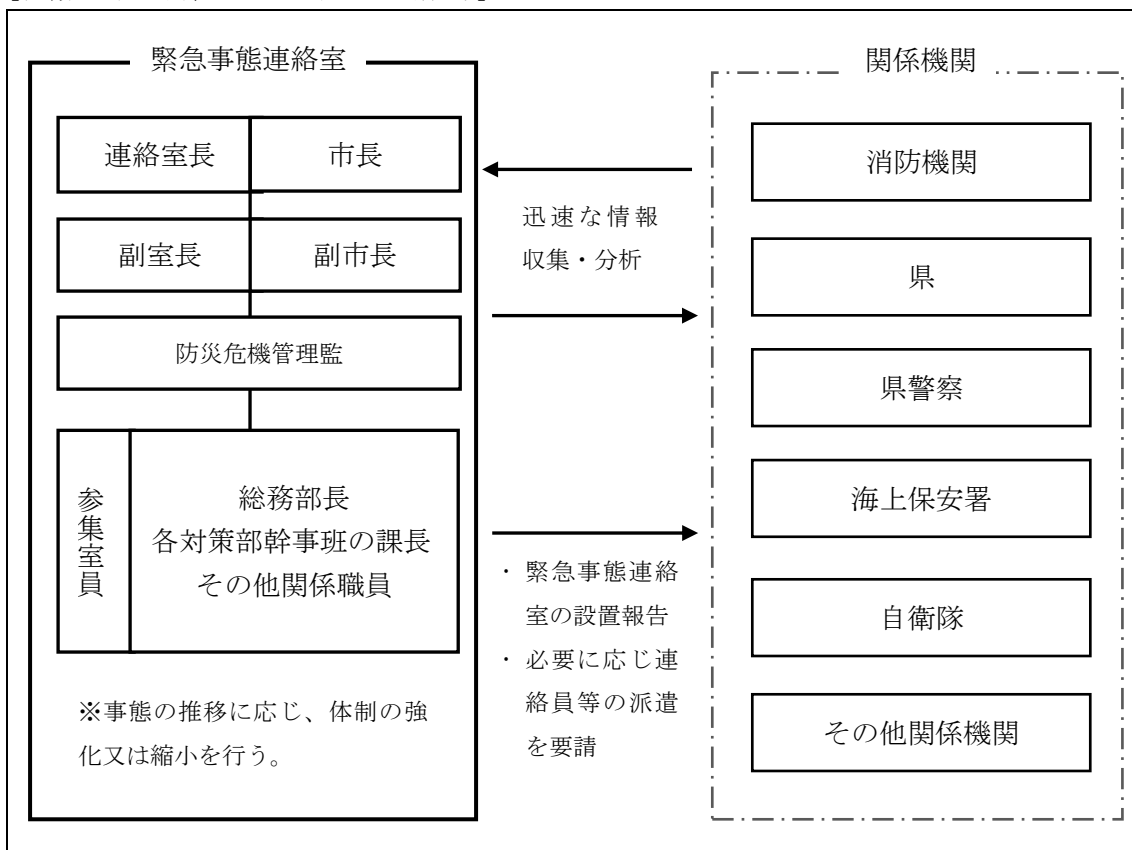 緊急事態連絡室
連絡室長
市長
副室長
副市長
防災危機管理監
参集室員
総務部長
各対策部幹事班の課長
その他関係職員
※事態の推移に応じ、体制の強
化又は縮小を行う。
迅速な情報
収集・分析
・ 緊急事態連絡
室の設置報告
・ 必要に応じ連
絡員等の派遣
を要請
関係機関
消防機関
県
県警察
海上保安署
自衛隊
その他関係機関